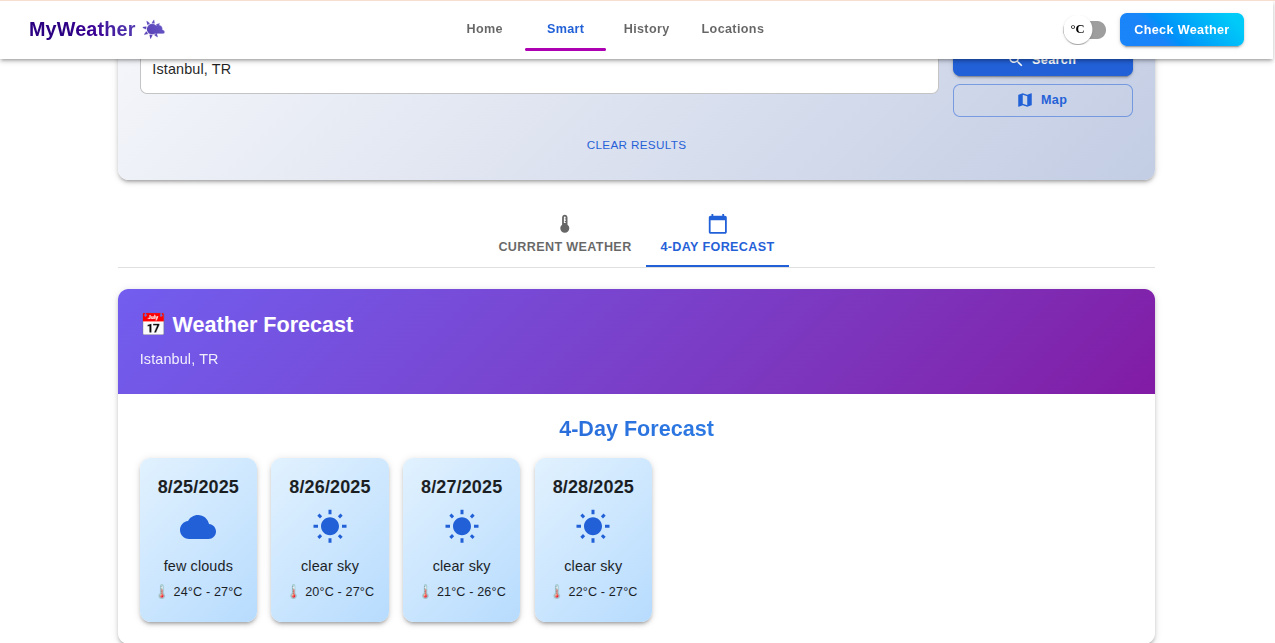 MyWeather
Home
Smart
History
Locations
°C
Check Weather
Istanbul, TR
Search
Map
CLEAR RESULTS
CURRENT WEATHER
4-DAY FORECAST
July
17
Weather Forecast
Istanbul, TR
4-Day Forecast
8/25/2025
few clouds
24°C - 27°C
8/26/2025
clear sky
20°C - 27°C
8/27/2025
clear sky
21°C - 26°C
8/28/2025
clear sky
22°C - 27°C